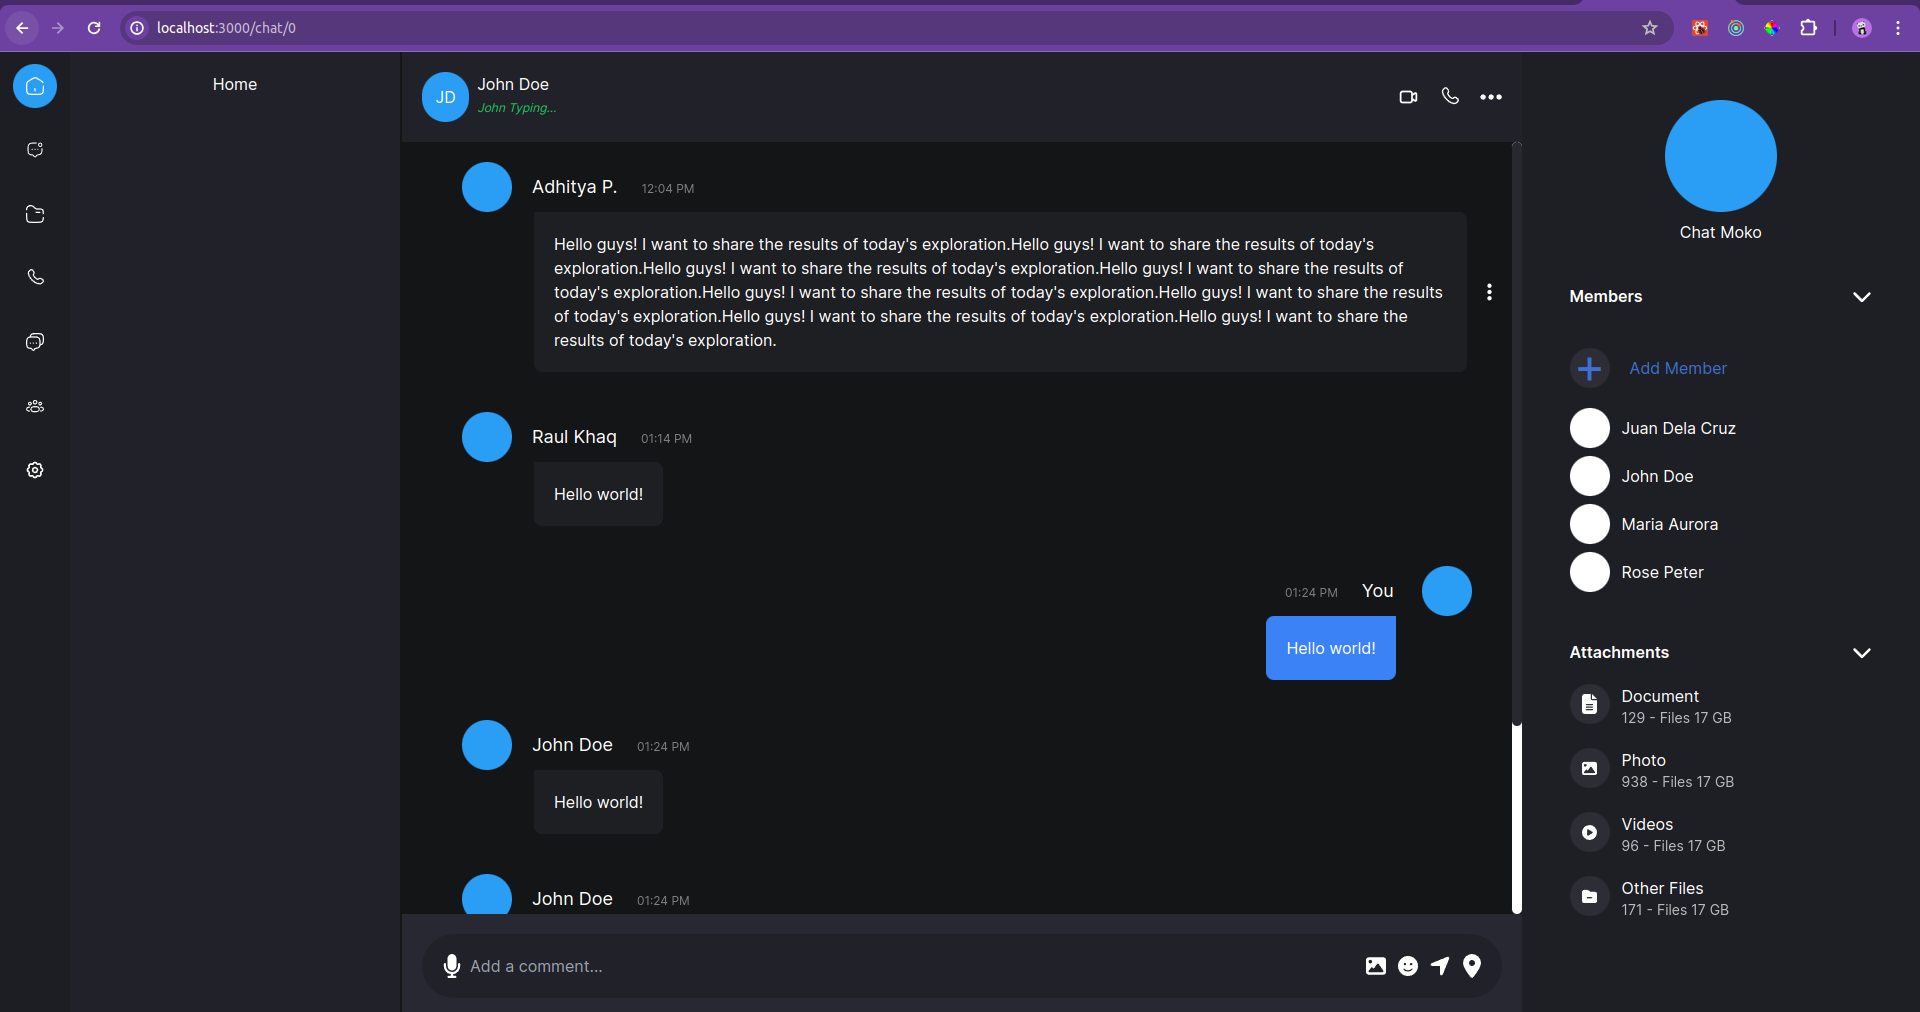 localhost:3000/chat/0
Home
JD
John Doe
John Typing...
Adhitya P. 12:04 PM
Hello guys! I want to share the results of today's exploration.Hello guys! I want to share the results of today's
exploration.Hello guys! I want to share the results of today's exploration.Hello guys! I want to share the results of
today's exploration.Hello guys! I want to share the results of today's exploration.Hello guys! I want to share the results
of today's exploration.Hello guys! I want to share the results of today's exploration.Hello guys! I want to share the
results of today's exploration.
Raul Khaq 01:14 PM
Hello world!
01:24 PM You
Hello world!
John Doe 01:24 PM
Hello world!
John Doe 01:24 PM
Add a comment...
Chat Moko
Members
Add Member
Juan Dela Cruz
John Doe
Maria Aurora
Rose Peter
Attachments
Document
129 - Files 17 GB
Photo
938 - Files 17 GB
Videos
96 - Files 17 GB
Other Files
171 - Files 17 GB